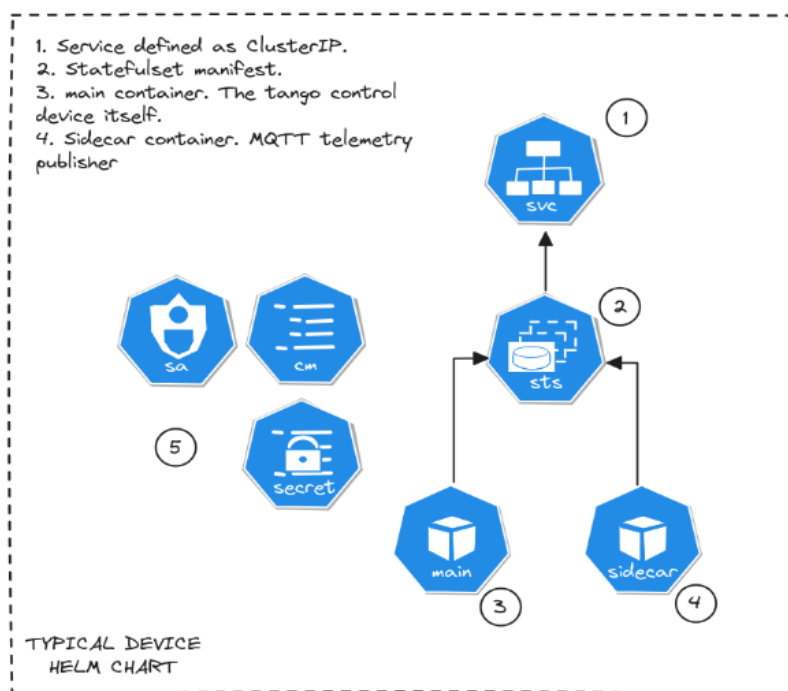 1. Service defined as ClusterIP.
2. Statefulset manifest.
3. main container. The tango control
device itself.
4. Sidecar container. MQTT telemetry
publisher
1
svc
2
sts
sa
cm
5
secret
main
sidecar
3
4
TYPICAL DEVICE
HELM CHART